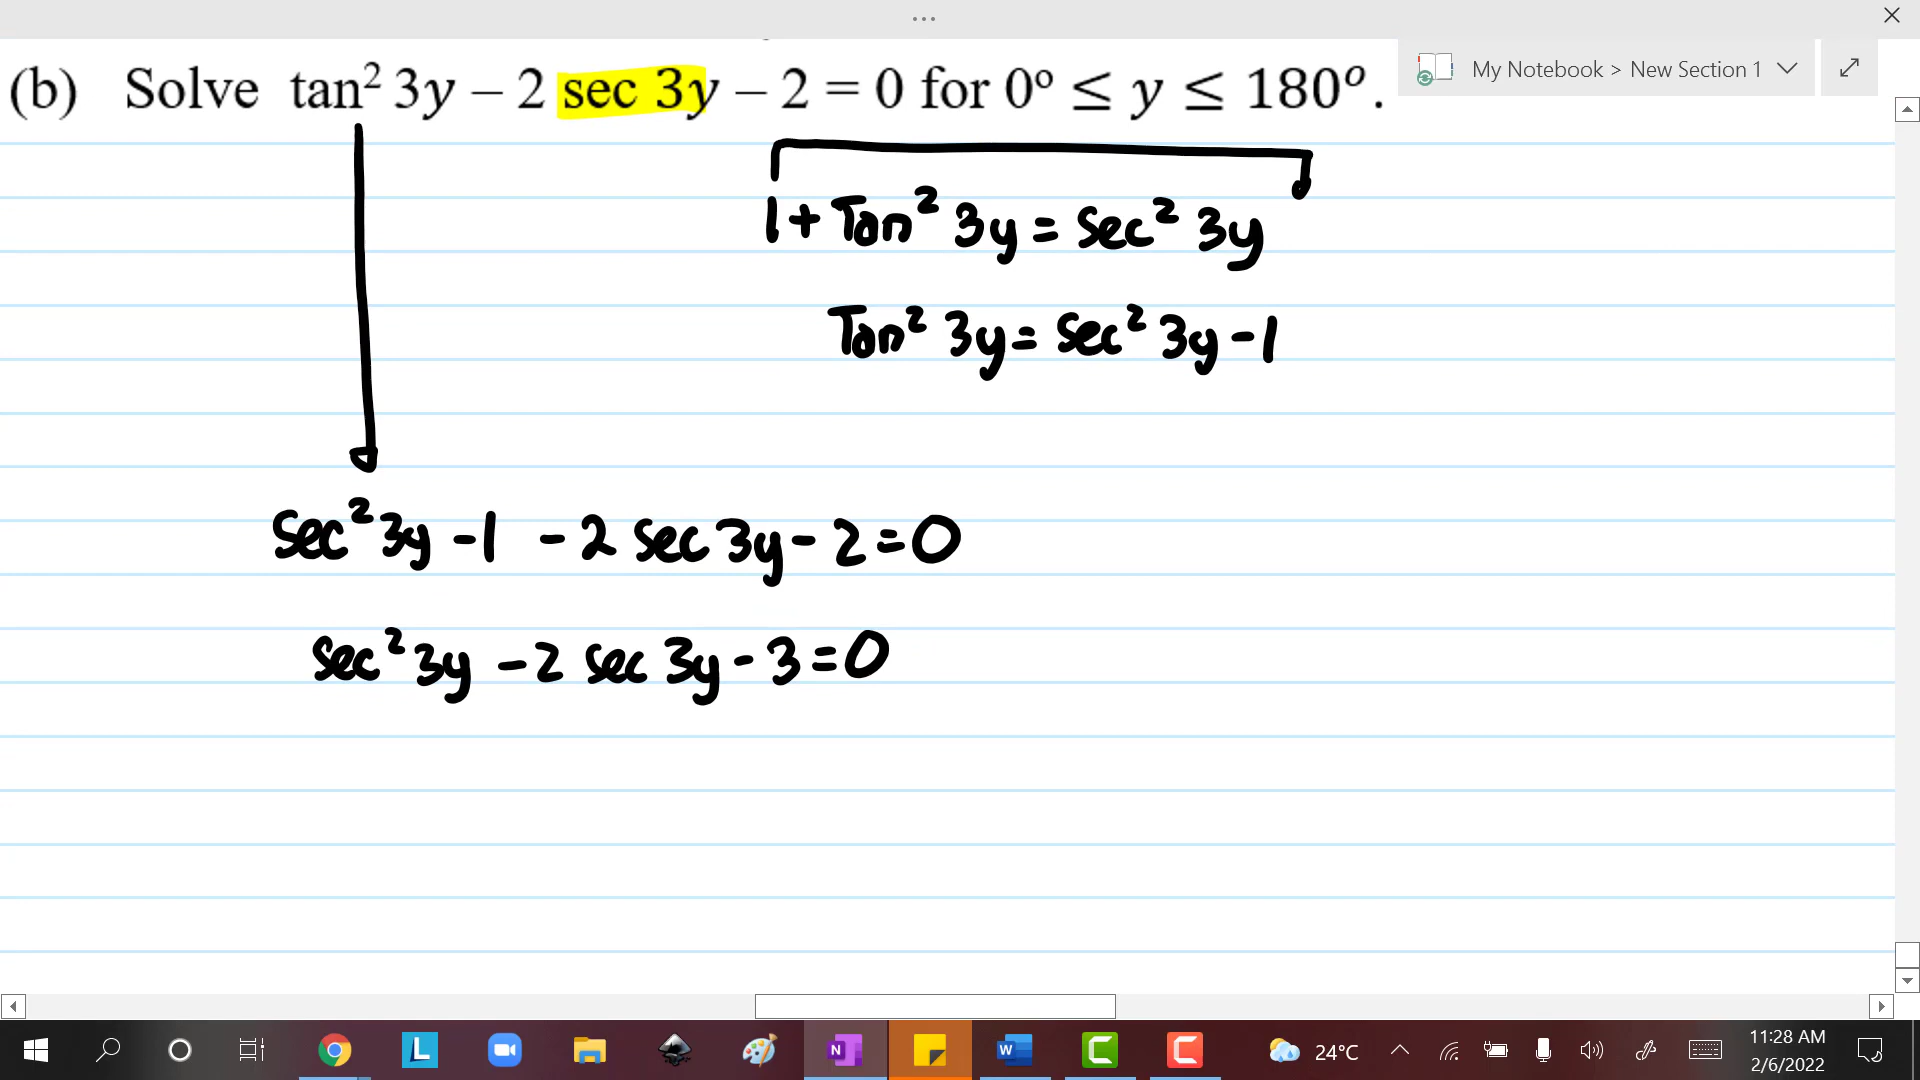 (b) Solve tan² 3y − 2 sec 3y − 2 = 0 for 0° ≤ y ≤ 180°.
My Notebook > New Section 1
1 + Tan² 3y = sec² 3y
Tan² 3y = sec² 3y - 1
sec² 3y - 1 - 2 sec 3y - 2 = 0
sec² 3y - 2 sec 3y - 3 = 0
L
N
W
24°C
11:28 AM
2/6/2022